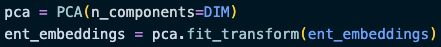 pca = PCA(n_components=DIM)
ent_embeddings = pca.fit_transform(ent_embeddings)